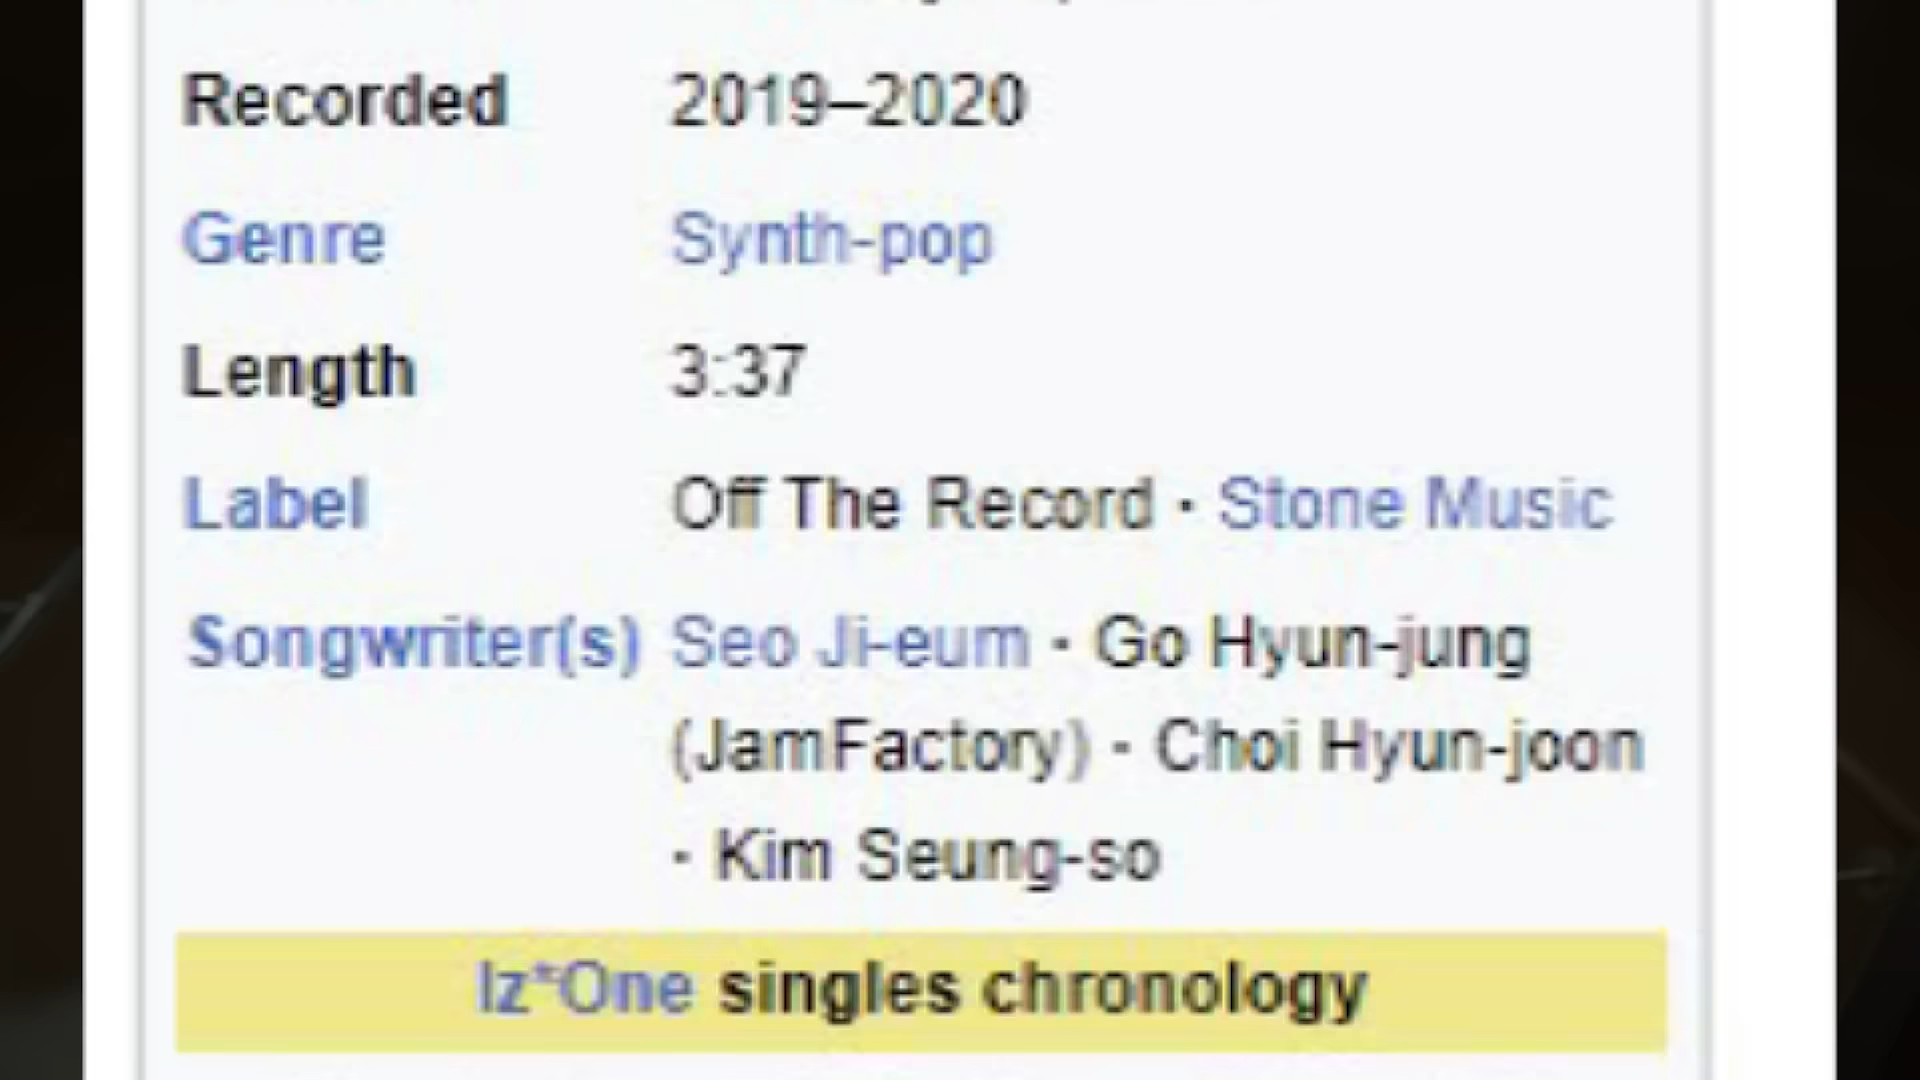 Recorded 2019–2020
Genre Synth-pop
Length 3:37
Label Off The Record · Stone Music
Songwriter(s) Seo Ji-eum · Go Hyun-jung
(JamFactory) · Choi Hyun-joon
· Kim Seung-so
Iz*One singles chronology